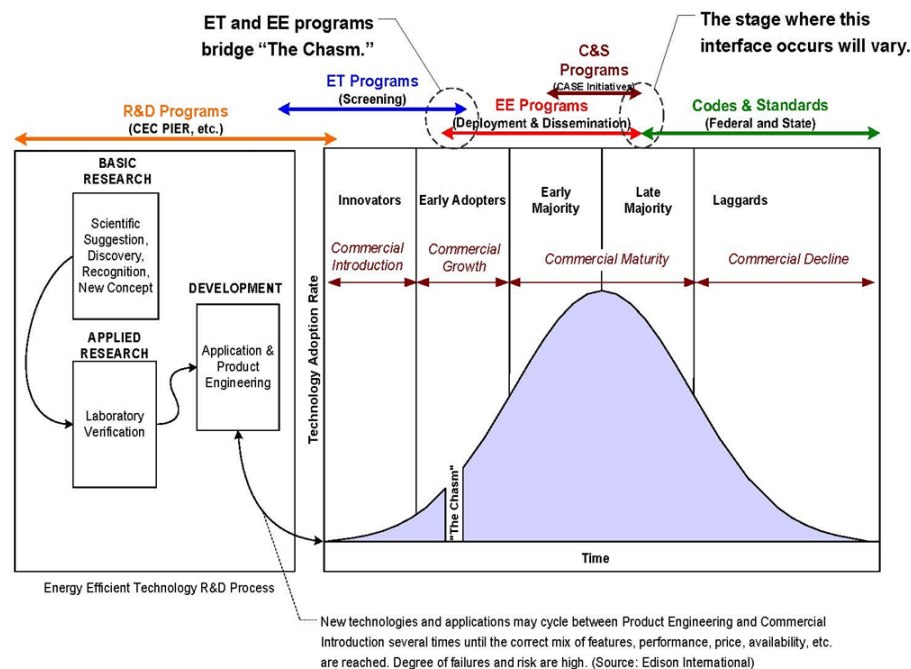 ET and EE programs
bridge “The Chasm.”
The stage where this
interface occurs will vary.
C&S
Programs
(CASE Initiatives)
ET Programs
(Screening)
R&D Programs
(CEC PIER, etc.)
EE Programs
(Deployment & Dissemination)
Codes & Standards
(Federal and State)
BASIC
RESEARCH
Scientific
Suggestion,
Discovery,
Recognition,
New Concept
DEVELOPMENT
Application &
Product
Engineering
APPLIED
RESEARCH
Laboratory
Verification
Energy Efficient Technology R&D Process
Technology Adoption Rate
Innovators
Early Adopters
Early
Majority
Late
Majority
Laggards
Commercial
Introduction
Commercial
Growth
Commercial Maturity
Commercial Decline
"The Chasm"
Time
New technologies and applications may cycle between Product Engineering and Commercial
Introduction several times until the correct mix of features, performance, price, availability, etc.
are reached. Degree of failures and risk are high. (Source: Edison International)